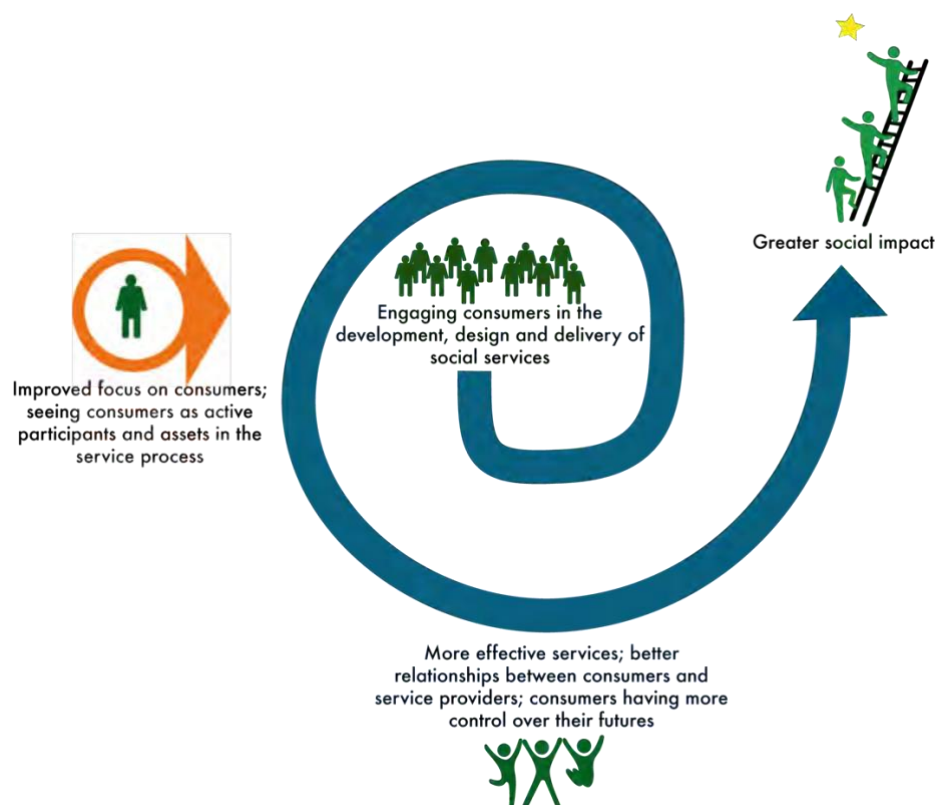 Greater social impact
Engaging consumers in the
development, design and delivery of
social services
Improved focus on consumers;
seeing consumers as active
participants and assets in the
service process
More effective services; better
relationships between consumers and
service providers; consumers having more
control over their futures